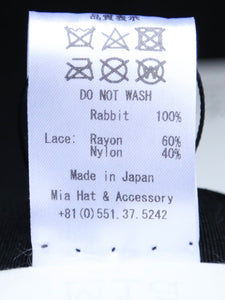 品質表示
DO NOT WASH
Rabbit 100%
Lace: Rayon 60%
Nylon 40%
Made in Japan
Mia Hat & Accessory
+81(0)551.37.5242